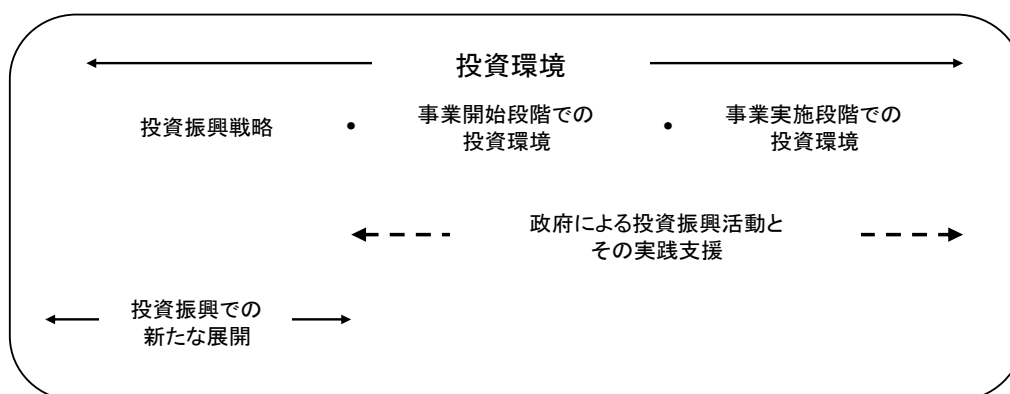 投資環境
投資振興戦略
・
事業開始段階での
投資環境
・
事業実施段階での
投資環境
政府による投資振興活動と
その実践支援
投資振興での
新たな展開